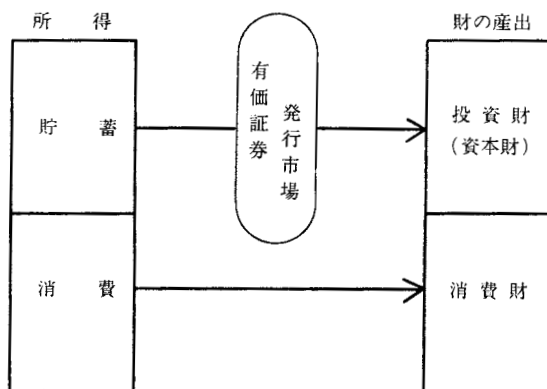 所得
財の産出
貯蓄
有価証券
発行市場
投資財
(資本財)
消費
消費財